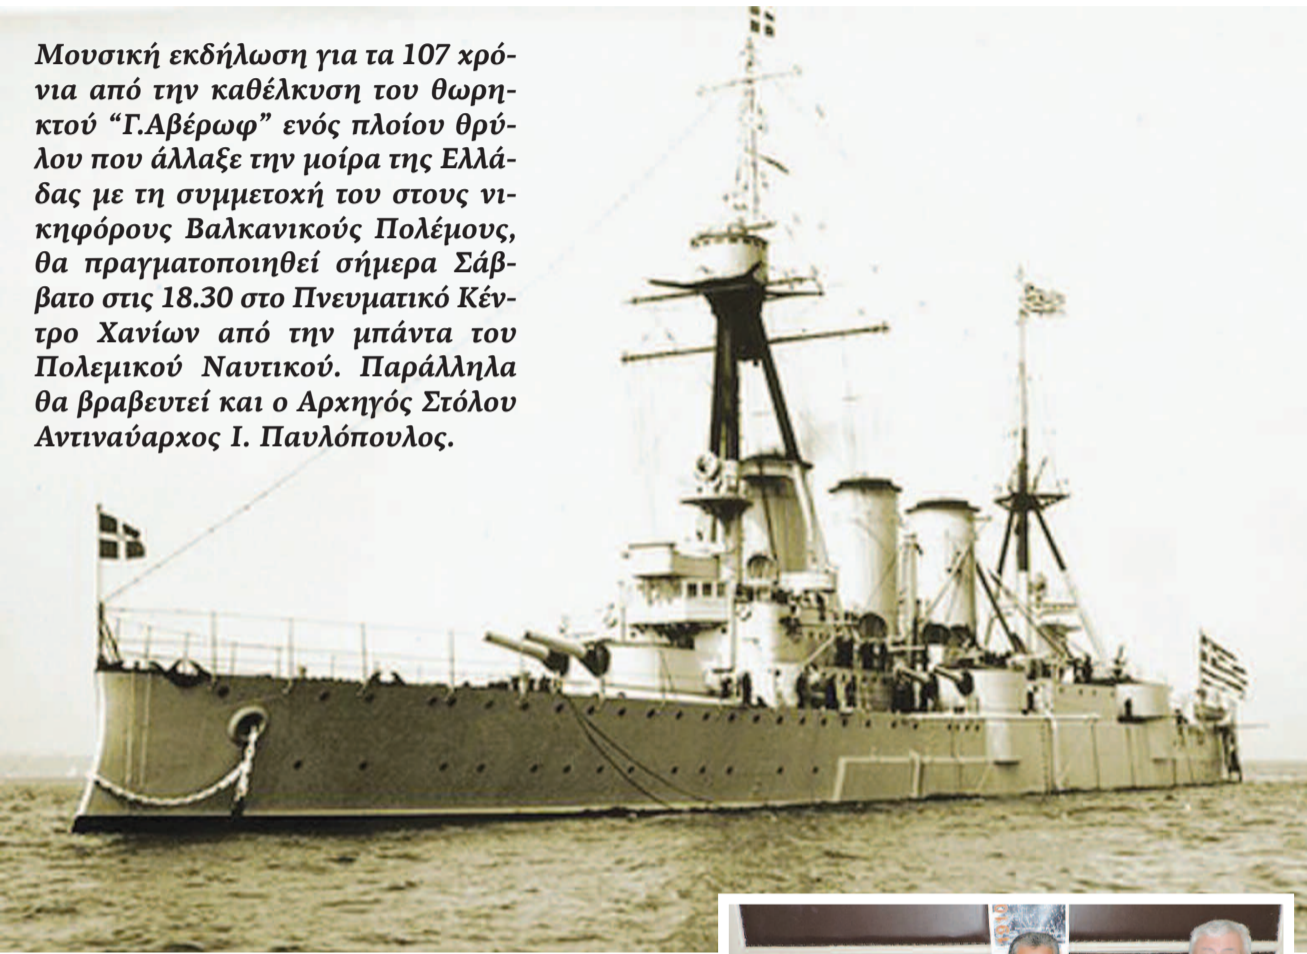 Μουσική εκδήλωση για τα 107 χρό-
νια από την καθέλκυση του θωρη-
κτού “Γ.Αβέρωφ” ενός πλοίου θρύ-
λου που άλλαξε την μοίρα της Ελλά-
δας με τη συμμετοχή του στους νι-
κηφόρους Βαλκανικούς Πολέμους,
θα πραγματοποιηθεί σήμερα Σάβ-
βατο στις 18.30 στο Πνευματικό Κέν-
τρο Χανίων από την μπάντα του
Πολεμικού Ναυτικού. Παράλληλα
θα βραβευτεί και ο Αρχηγός Στόλου
Αντιναύαρχος Ι. Παυλόπουλος.